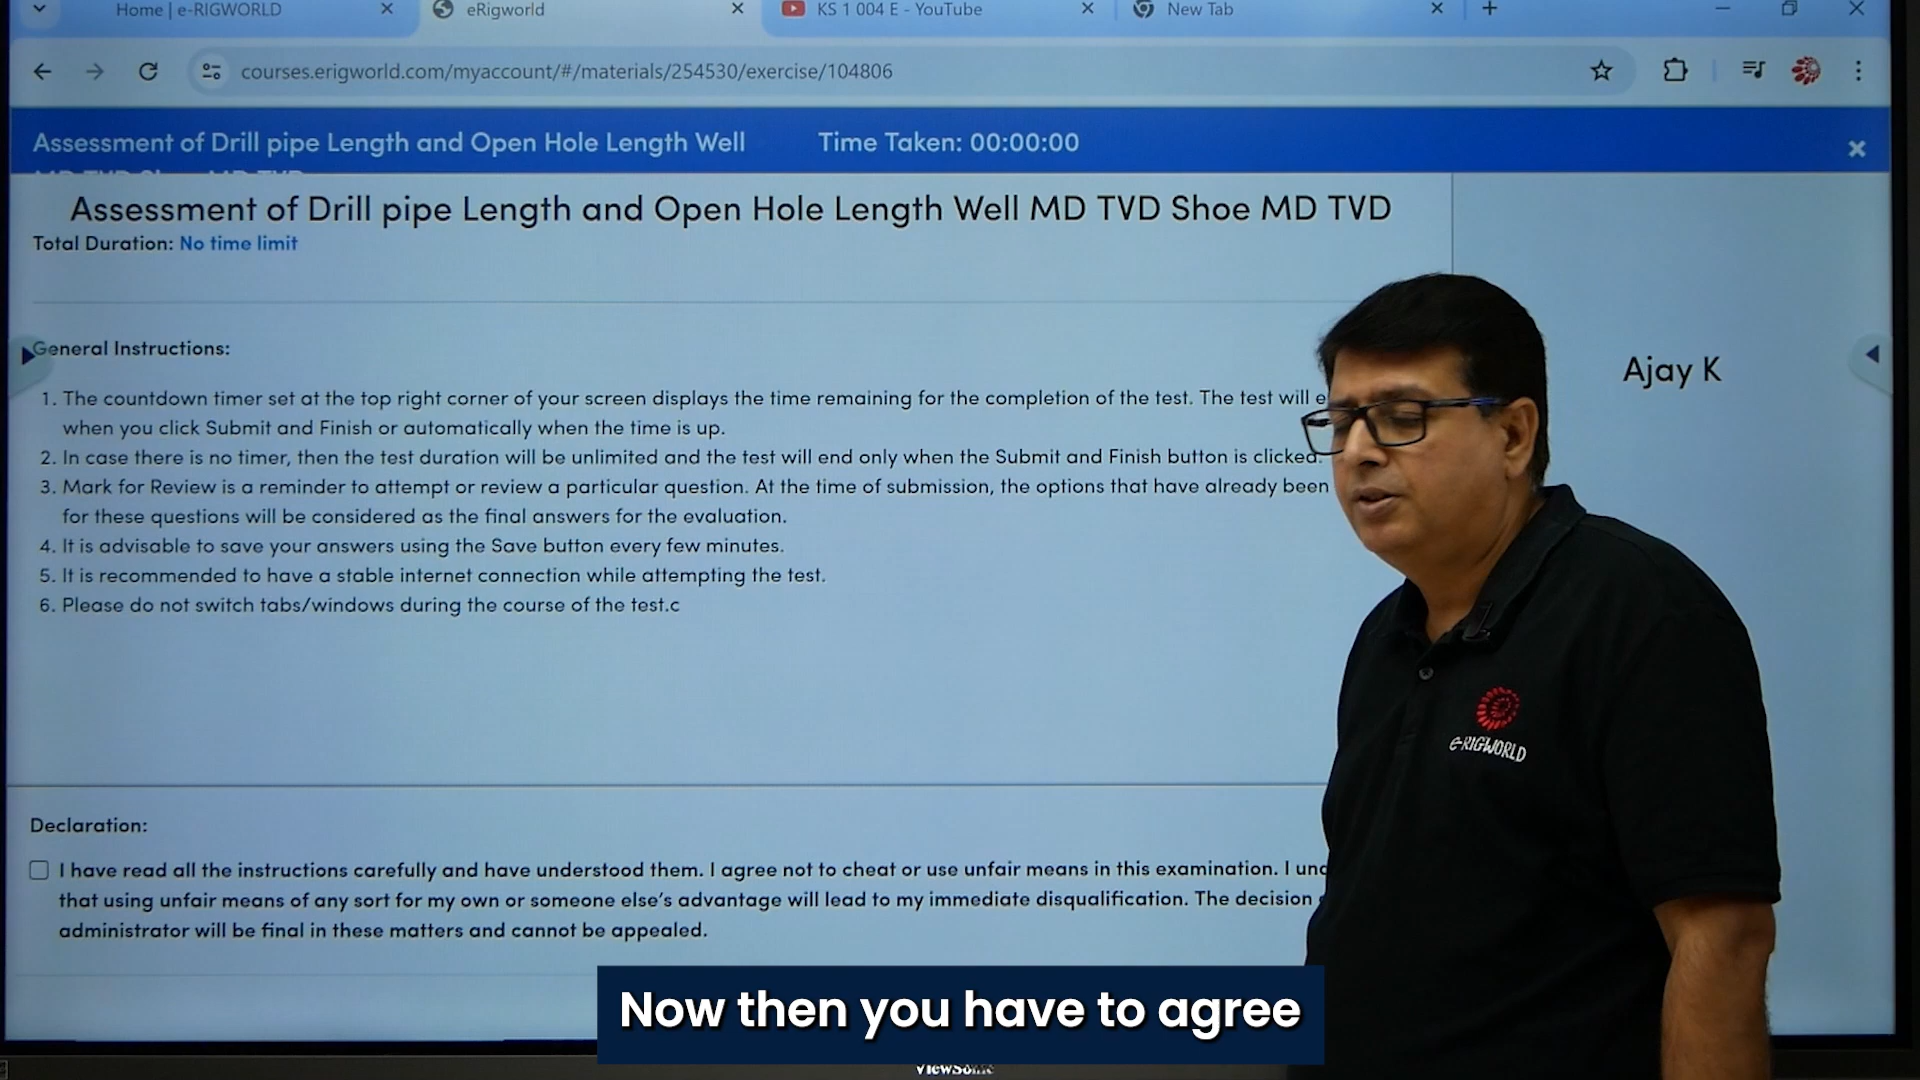 Home | e-RIGWORLD
eRigworld
KS 1 004 E - YouTube
New Tab
courses.erigworld.com/myaccount/#/materials/254530/exercise/104806
Assessment of Drill pipe Length and Open Hole Length Well
Time Taken: 00:00:00
MD TVD Shoe MD TVD
Assessment of Drill pipe Length and Open Hole Length Well MD TVD Shoe MD TVD
Total Duration: No time limit
General Instructions:
1. The countdown timer set at the top right corner of your screen displays the time remaining for the completion of the test. The test will
when you click Submit and Finish or automatically when the time is up.
2. In case there is no timer, then the test duration will be unlimited and the test will end only when the Submit and Finish button is clicked.
3. Mark for Review is a reminder to attempt or review a particular question. At the time of submission, the options that have already been
for these questions will be considered as the final answers for the evaluation.
4. It is advisable to save your answers using the Save button every few minutes.
5. It is recommended to have a stable internet connection while attempting the test.
6. Please do not switch tabs/windows during the course of the test.c
Ajay K
e-RIGWORLD
Declaration:
I have read all the instructions carefully and have understood them. I agree not to cheat or use unfair means in this examination. I
that using unfair means of any sort for my own or someone else's advantage will lead to my immediate disqualification. The decision
administrator will be final in these matters and cannot be appealed.
Now then you have to agree
ViewSonic